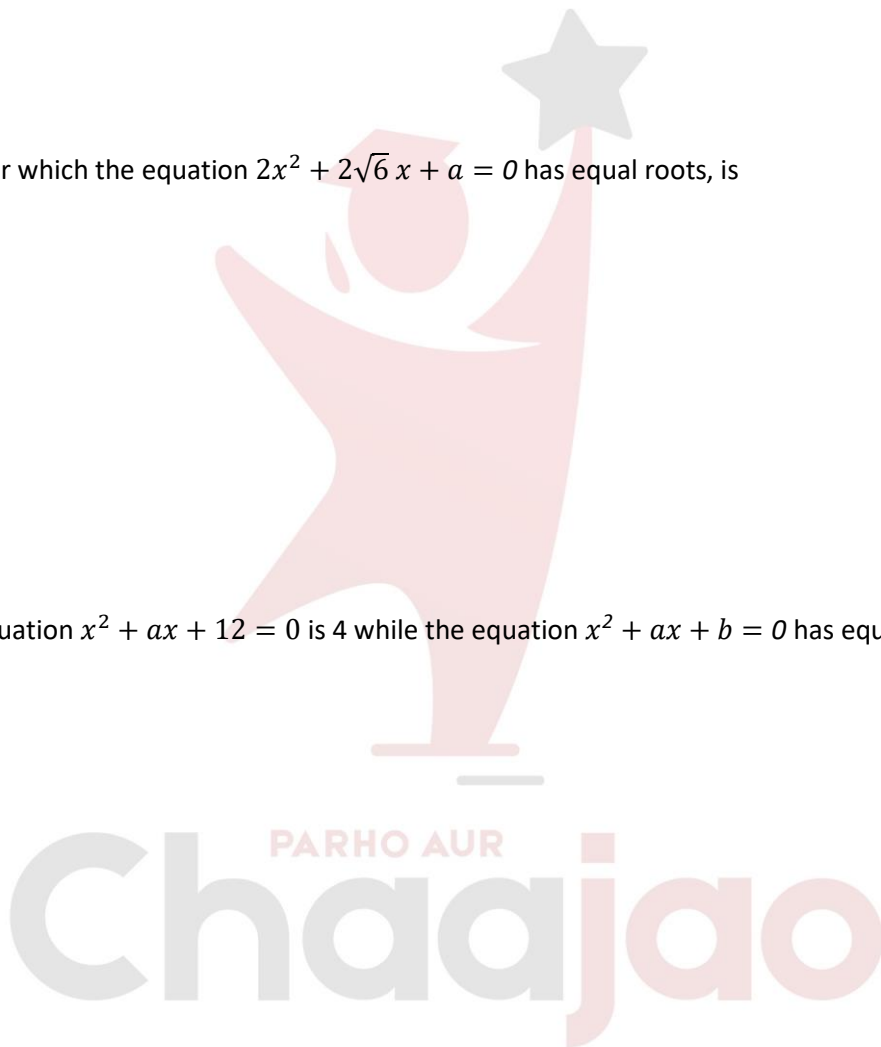 r which the equation 2x² + 2√6 x + a = 0 has equal roots, is
uation x² + ax + 12 = 0 is 4 while the equation x² + ax + b = 0 has equ
PARHO AUR
Chaajao